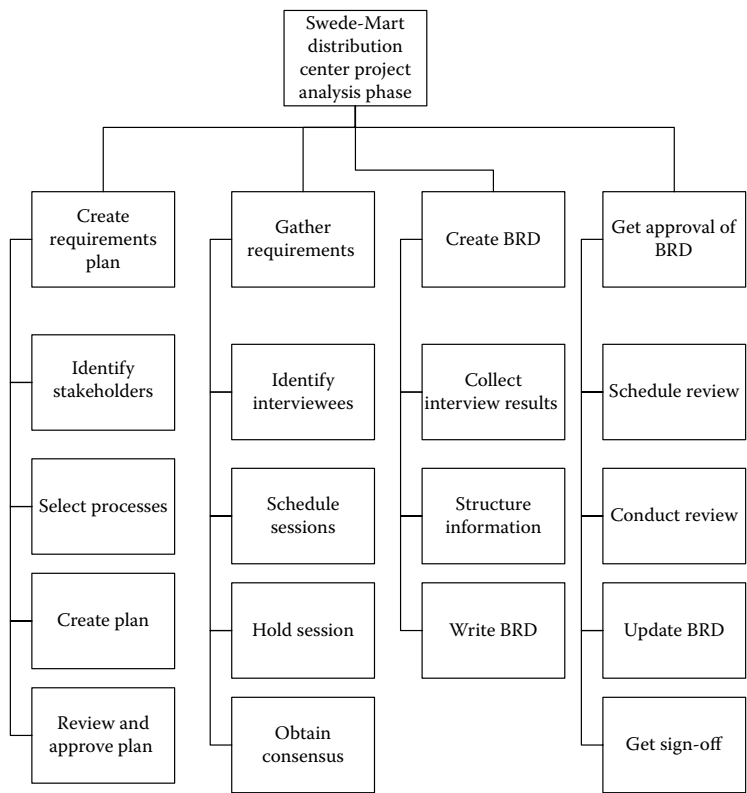 Swede-Mart
distribution
center project
analysis phase
Create
requirements
plan
Identify
stakeholders
Select processes
Create plan
Review and
approve plan
Gather
requirements
Identify
interviewees
Schedule
sessions
Hold session
Obtain
consensus
Create BRD
Collect
interview results
Structure
information
Write BRD
Get approval of
BRD
Schedule review
Conduct review
Update BRD
Get sign-off